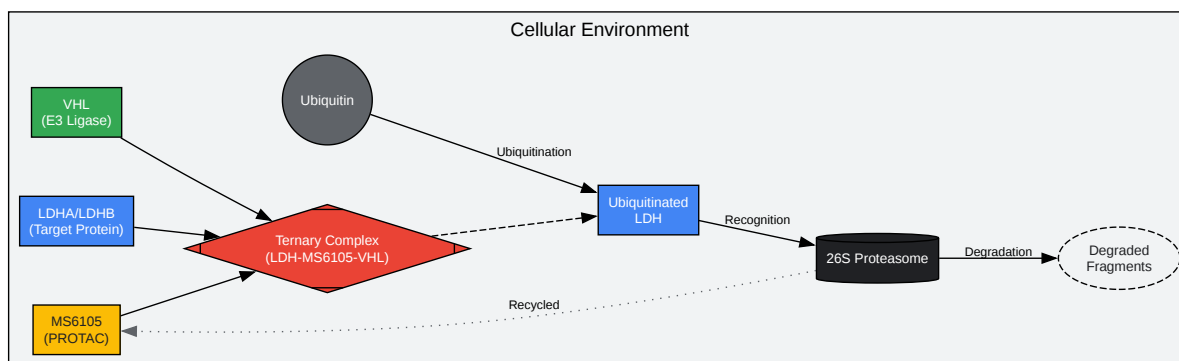 Cellular Environment
VHL
(E3 Ligase)
Ubiquitin
Ubiquitination
LDHA/LDHB
(Target Protein)
Ubiquitinated
LDH
Recognition
Ternary Complex
(LDH-MS6105-VHL)
26S Proteasome
Degradation
Degraded
Fragments
Recycled
MS6105
(PROTAC)